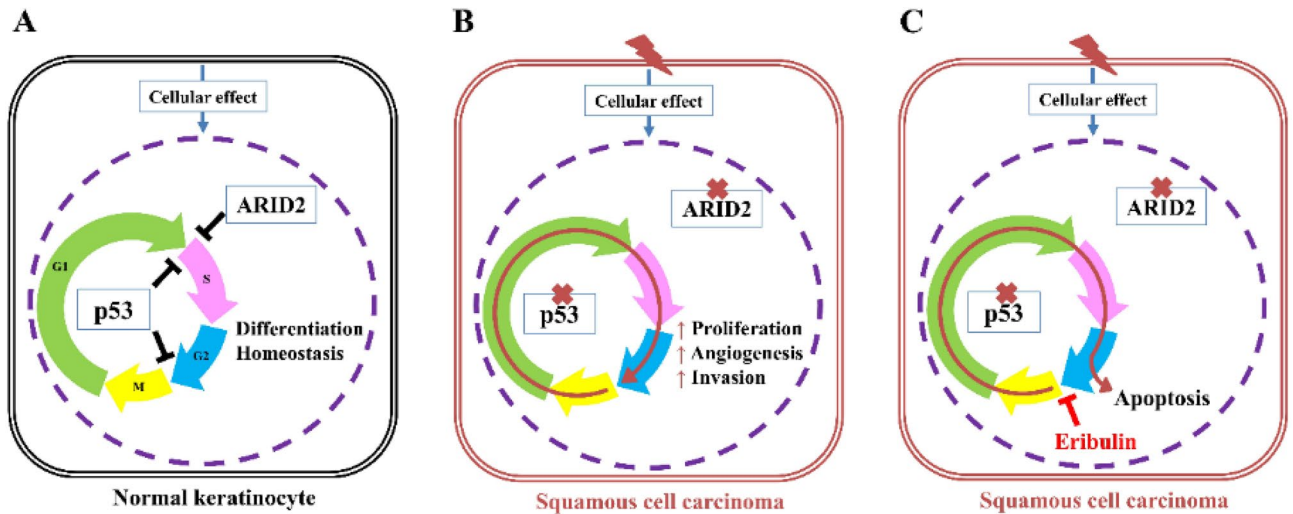 A
Cellular effect
ARID2
G1
S
p53
Differentiation
Homeostasis
G2
M
Normal keratinocyte
B
Cellular effect
ARID2
p53
↑ Proliferation
↑ Angiogenesis
↑ Invasion
Squamous cell carcinoma
C
Cellular effect
ARID2
p53
Apoptosis
Eribulin
Squamous cell carcinoma